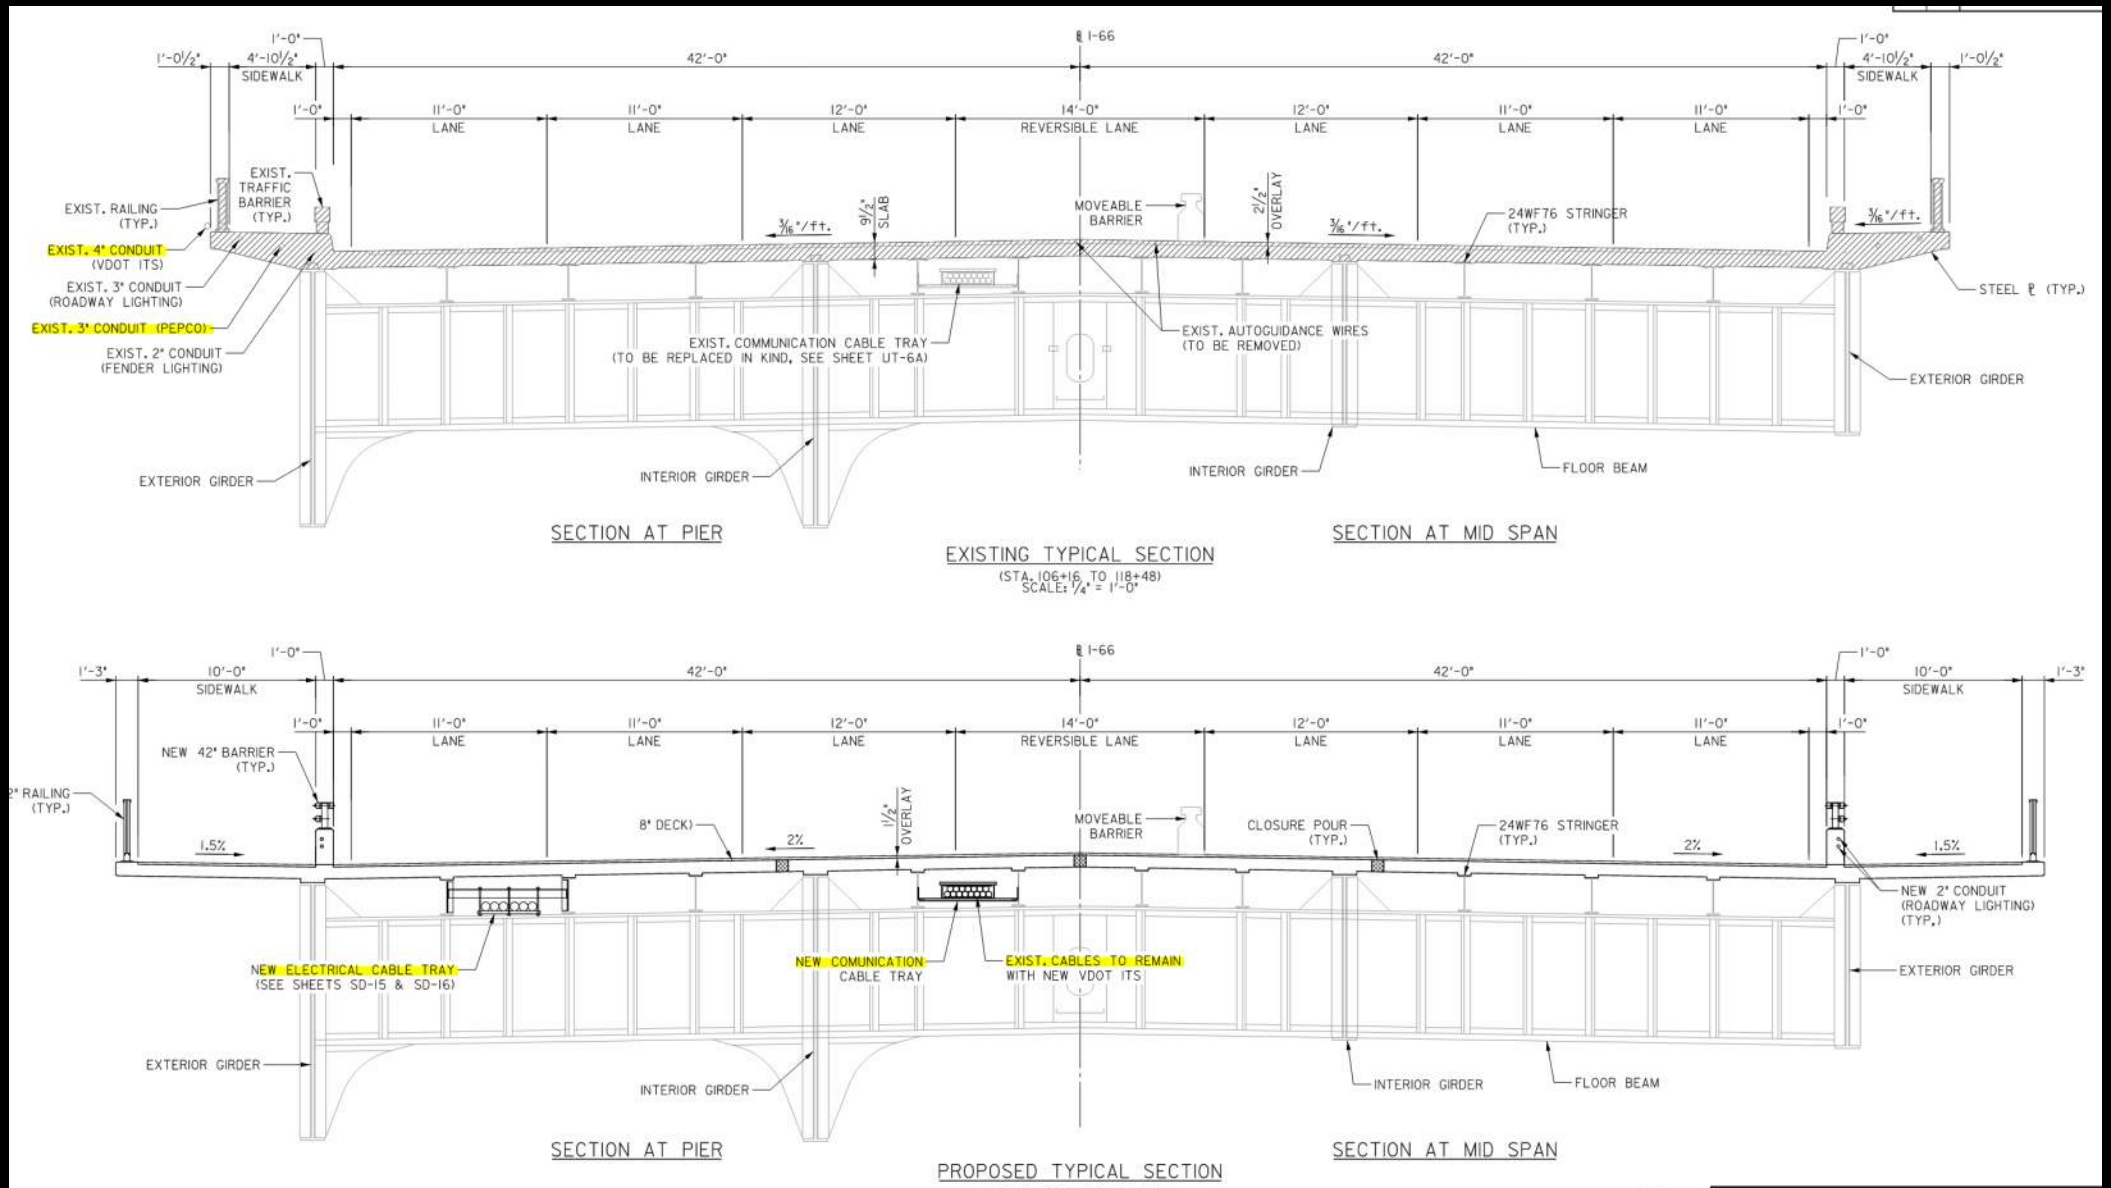 1'-0" ℄ I-66 1'-0"
1'-0½" 4'-10½" 42'-0" 42'-0" 4'-10½" 1'-0½"
SIDEWALK SIDEWALK
1'-0" 11'-0" 11'-0" 12'-0" 14'-0" 12'-0" 11'-0" 11'-0" 1'-0"
LANE LANE LANE REVERSIBLE LANE LANE LANE LANE
EXIST.
TRAFFIC
BARRIER
(TYP.)
EXIST. RAILING
(TYP.)
EXIST. 4" CONDUIT
(VDOT ITS)
EXIST. 3" CONDUIT
(ROADWAY LIGHTING)
EXIST. 3" CONDUIT (PEPCO)
EXIST. 2" CONDUIT
(FENDER LIGHTING)
3/16"/ft.
9½"
SLAB
MOVEABLE
BARRIER
2½"
OVERLAY
3/16"/ft.
24WF76 STRINGER
(TYP.)
3/16"/ft.
STEEL ℄ (TYP.)
EXIST. COMMUNICATION CABLE TRAY
(TO BE REPLACED IN KIND, SEE SHEET UT-6A)
EXIST. AUTOGUIDANCE WIRES
(TO BE REMOVED)
EXTERIOR GIRDER
EXTERIOR GIRDER
INTERIOR GIRDER
INTERIOR GIRDER
FLOOR BEAM
SECTION AT PIER
SECTION AT MID SPAN
EXISTING TYPICAL SECTION
(STA. 106+16 TO 118+48)
SCALE: ¼" = 1'-0"
1'-0" ℄ I-66 1'-0"
1'-3" 10'-0" 42'-0" 42'-0" 10'-0" 1'-3"
SIDEWALK SIDEWALK
1'-0" 11'-0" 11'-0" 12'-0" 14'-0" 12'-0" 11'-0" 11'-0" 1'-0"
LANE LANE LANE REVERSIBLE LANE LANE LANE LANE
NEW 42" BARRIER
(TYP.)
2" RAILING
(TYP.)
1.5%
8" DECK)
2%
1½"
OVERLAY
MOVEABLE
BARRIER
CLOSURE POUR
(TYP.)
24WF76 STRINGER
(TYP.)
2%
1.5%
NEW 2" CONDUIT
(ROADWAY LIGHTING)
(TYP.)
NEW ELECTRICAL CABLE TRAY
(SEE SHEETS SD-15 & SD-16)
NEW COMUNICATION
CABLE TRAY
EXIST. CABLES TO REMAIN
WITH NEW VDOT ITS
EXTERIOR GIRDER
EXTERIOR GIRDER
INTERIOR GIRDER
INTERIOR GIRDER
FLOOR BEAM
SECTION AT PIER
SECTION AT MID SPAN
PROPOSED TYPICAL SECTION